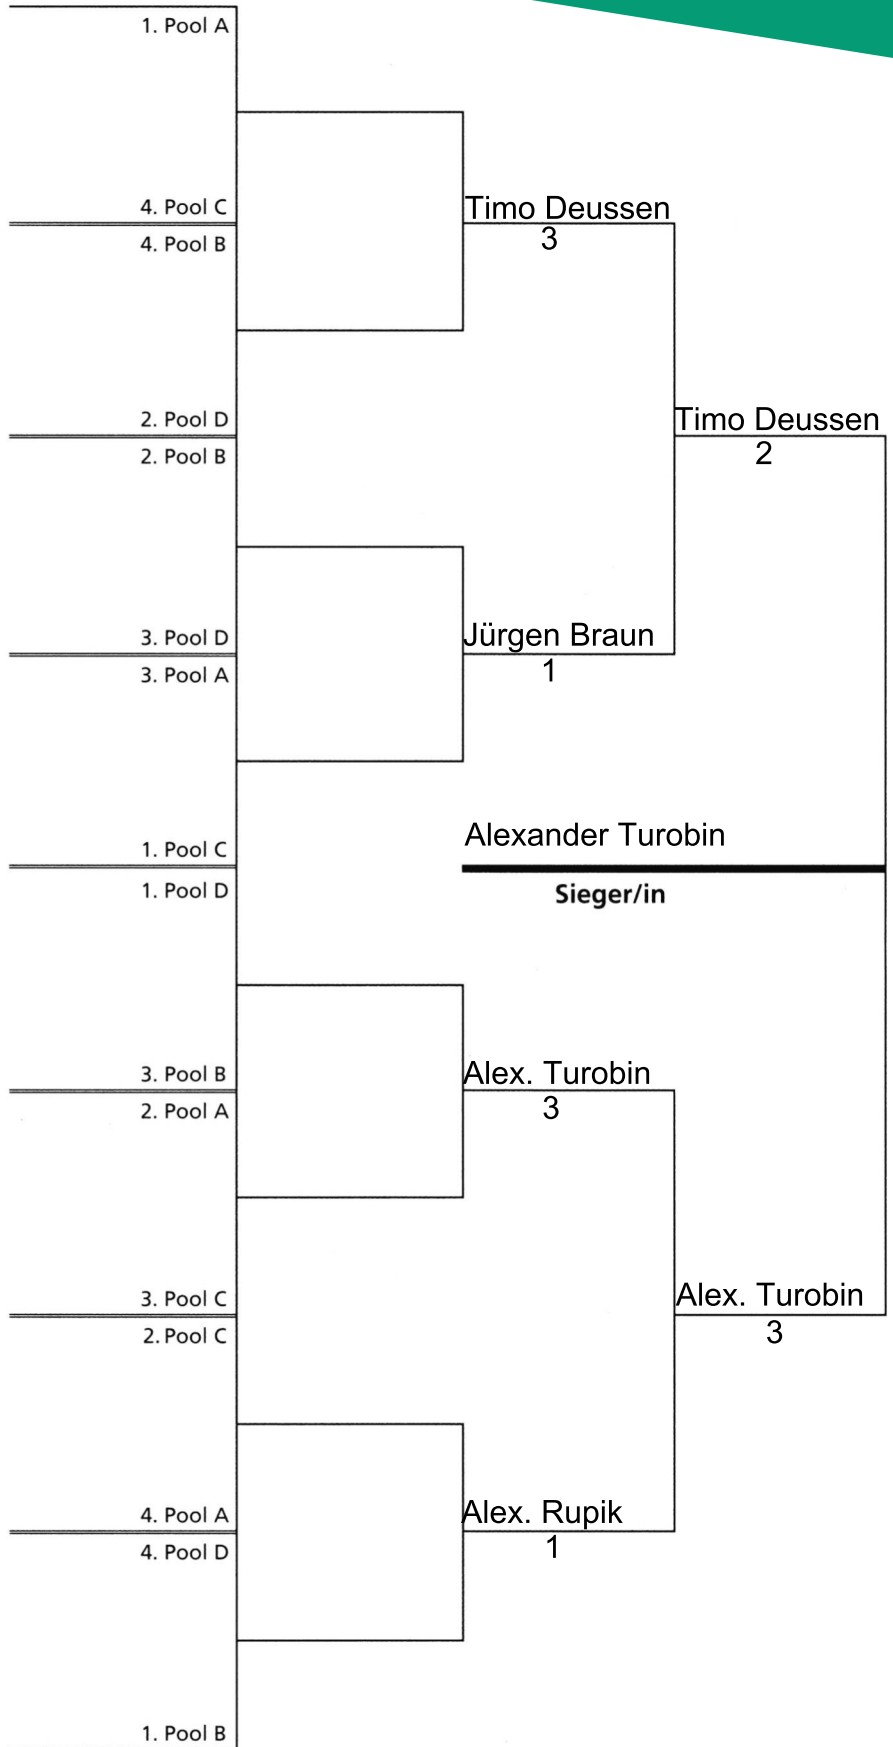 1. Pool A
4. Pool C
Timo Deussen
3
4. Pool B
2. Pool D
Timo Deussen
2
2. Pool B
3. Pool D
Jürgen Braun
1
3. Pool A
Alexander Turobin
1. Pool C
1. Pool D
Sieger/in
3. Pool B
Alex. Turobin
3
2. Pool A
3. Pool C
Alex. Turobin
3
2. Pool C
4. Pool A
Alex. Rupik
1
4. Pool D
1. Pool B